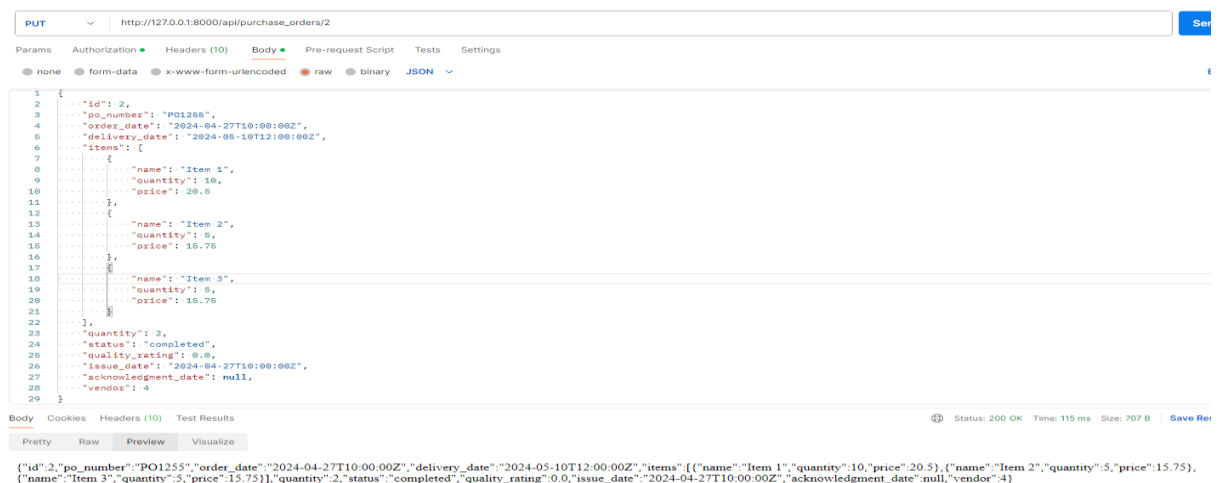 PUT http://127.0.0.1:8000/api/purchase_orders/2
Params Authorization Headers (10) Body Pre-request Script Tests Settings
none form-data x-www-form-urlencoded raw binary JSON
1 {
2 "id": 2,
3 "po_number": "PO1255",
4 "order_date": "2024-04-27T10:00:00Z",
5 "delivery_date": "2024-05-10T12:00:00Z",
6 "items": [
7 {
8 "name": "Item 1",
9 "quantity": 10,
10 "price": 20.5
11 },
12 {
13 "name": "Item 2",
14 "quantity": 5,
15 "price": 15.75
16 },
17 {
18 "name": "Item 3",
19 "quantity": 5,
20 "price": 15.75
21 }
22 ],
23 "quantity": 2,
24 "status": "completed",
25 "quality_rating": 0.0,
26 "issue_date": "2024-04-27T10:00:00Z",
27 "acknowledgment_date": null,
28 "vendor": 4
29 }
Body Cookies Headers (10) Test Results Status: 200 OK Time: 115 ms Size: 707 B Save Res
Pretty Raw Preview Visualize
{"id":2,"po_number":"PO1255","order_date":"2024-04-27T10:00:00Z","delivery_date":"2024-05-10T12:00:00Z","items":[{"name":"Item 1","quantity":10,"price":20.5},{"name":"Item 2","quantity":5,"price":15.75},
{"name":"Item 3","quantity":5,"price":15.75}],"quantity":2,"status":"completed","quality_rating":0.0,"issue_date":"2024-04-27T10:00:00Z","acknowledgment_date":null,"vendor":4}